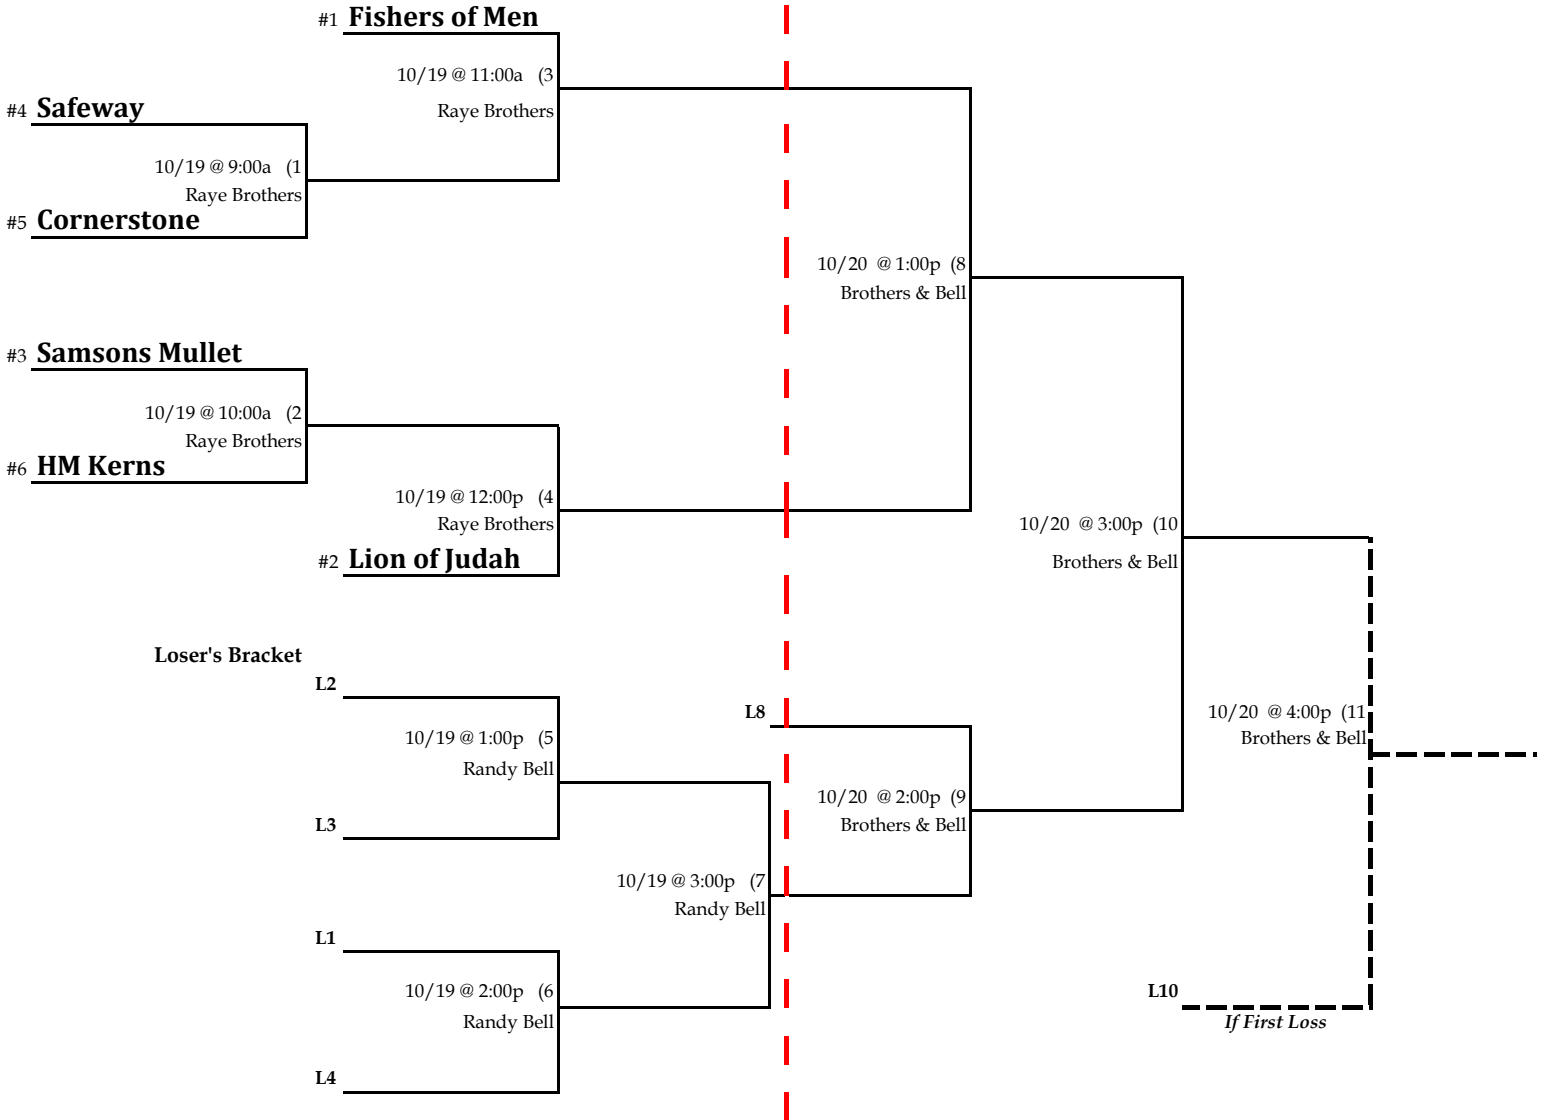 #1 Fishers of Men
10/19 @ 11:00a (3
Raye Brothers
#4 Safeway
10/19 @ 9:00a (1
Raye Brothers
#5 Cornerstone
10/20 @ 1:00p (8
Brothers & Bell
#3 Samsons Mullet
10/19 @ 10:00a (2
Raye Brothers
#6 HM Kerns
10/19 @ 12:00p (4
Raye Brothers
#2 Lion of Judah
10/20 @ 3:00p (10
Brothers & Bell
Loser's Bracket
L2
10/19 @ 1:00p (5
Randy Bell
L3
L8
10/20 @ 2:00p (9
Brothers & Bell
10/20 @ 4:00p (11
Brothers & Bell
10/19 @ 3:00p (7
Randy Bell
L1
10/19 @ 2:00p (6
Randy Bell
L4
L10
If First Loss